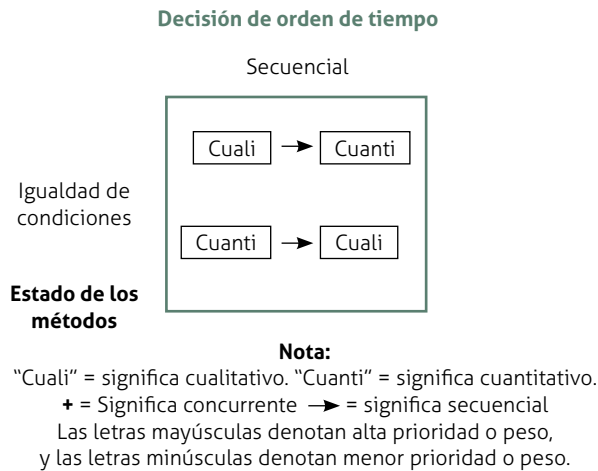 Decisión de orden de tiempo
Secuencial
Cuali → Cuanti
Igualdad de
condiciones
Cuanti → Cuali
Estado de los
métodos
Nota:
“Cuali” = significa cualitativo. “Cuanti” = significa cuantitativo.
+ = Significa concurrente → = significa secuencial
Las letras mayúsculas denotan alta prioridad o peso,
y las letras minúsculas denotan menor prioridad o peso.